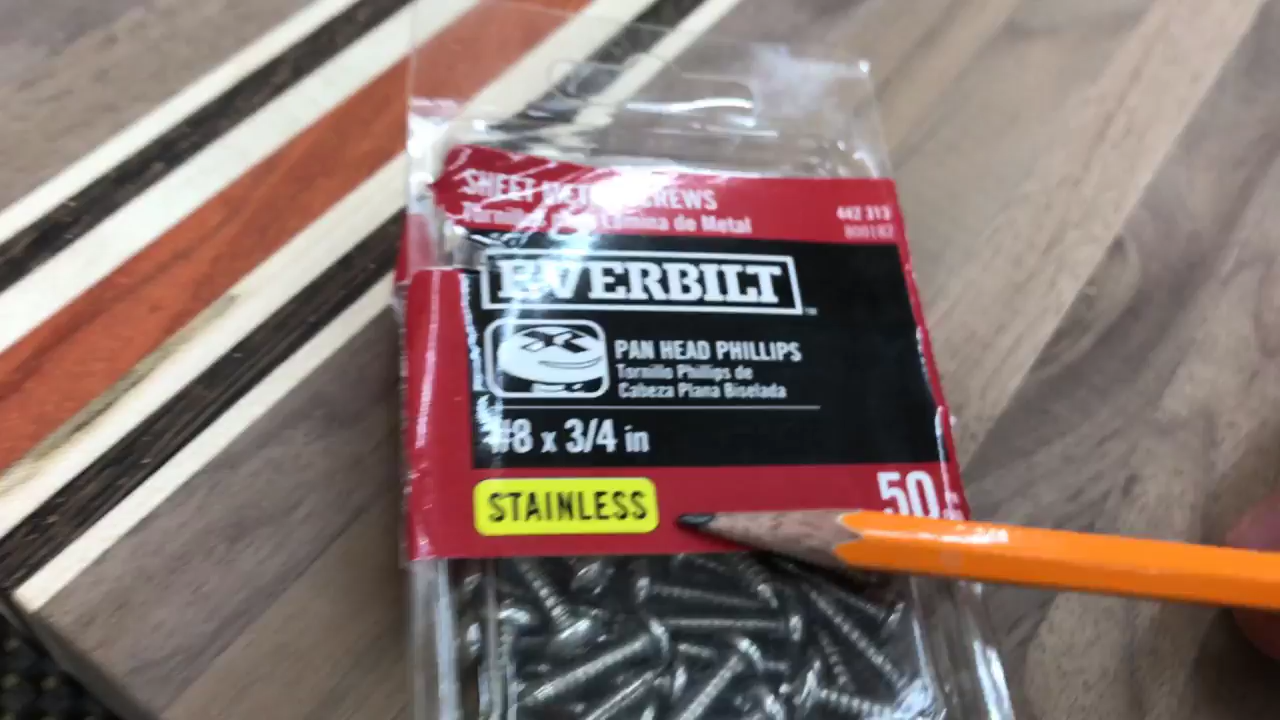 SHEET METAL SCREWS
Tornillos para Lámina de Metal
442 313
800182
EVERBILT
PAN HEAD PHILLIPS
Tornillo Phillips de
Cabeza Plana Biselada
#8 x 3/4 in
STAINLESS
50